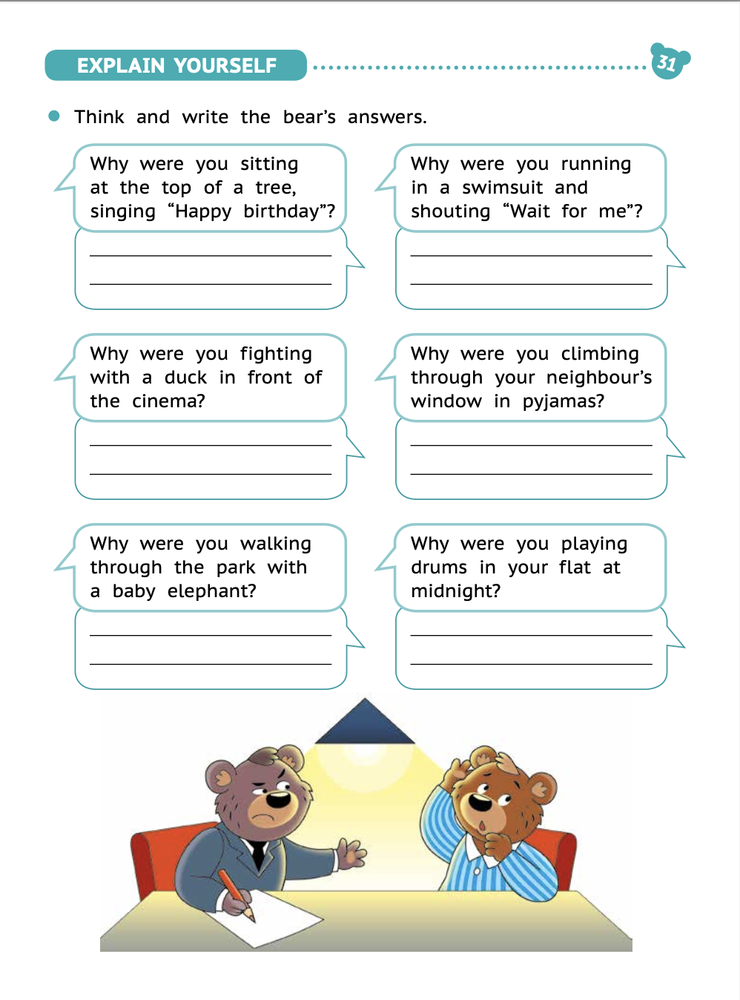 EXPLAIN YOURSELF
31
Think and write the bear’s answers.
Why were you sitting
at the top of a tree,
singing “Happy birthday”?
Why were you running
in a swimsuit and
shouting “Wait for me”?
Why were you fighting
with a duck in front of
the cinema?
Why were you climbing
through your neighbour’s
window in pyjamas?
Why were you walking
through the park with
a baby elephant?
Why were you playing
drums in your flat at
midnight?